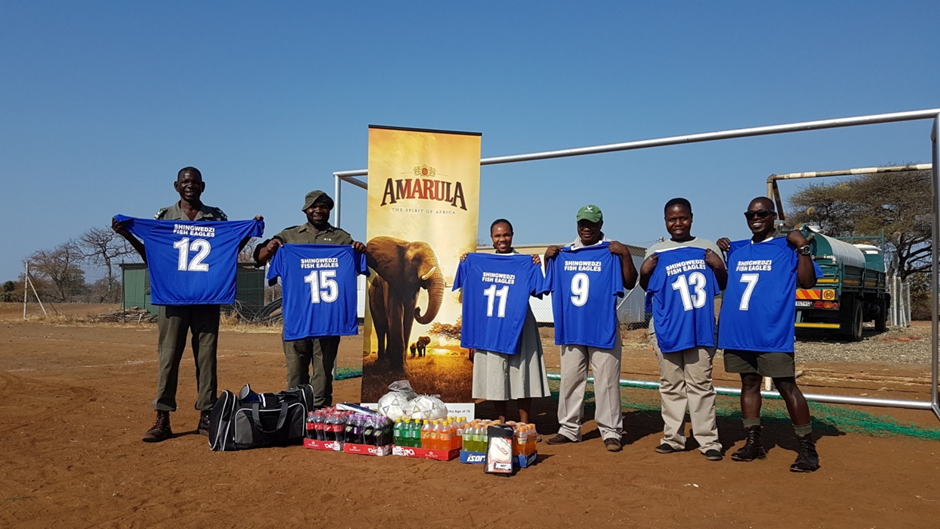 AMARULA
THE SPIRIT OF AFRICA
SHINGWEDZI
FISH EAGLES
12
SHINGWEDZI
FISH EAGLES
15
SHINGWEDZI
FISH EAGLES
11
SHINGWEDZI
FISH EAGLES
9
SHINGWEDZI
FISH EAGLES
13
SHINGWEDZI
FISH EAGLES
7